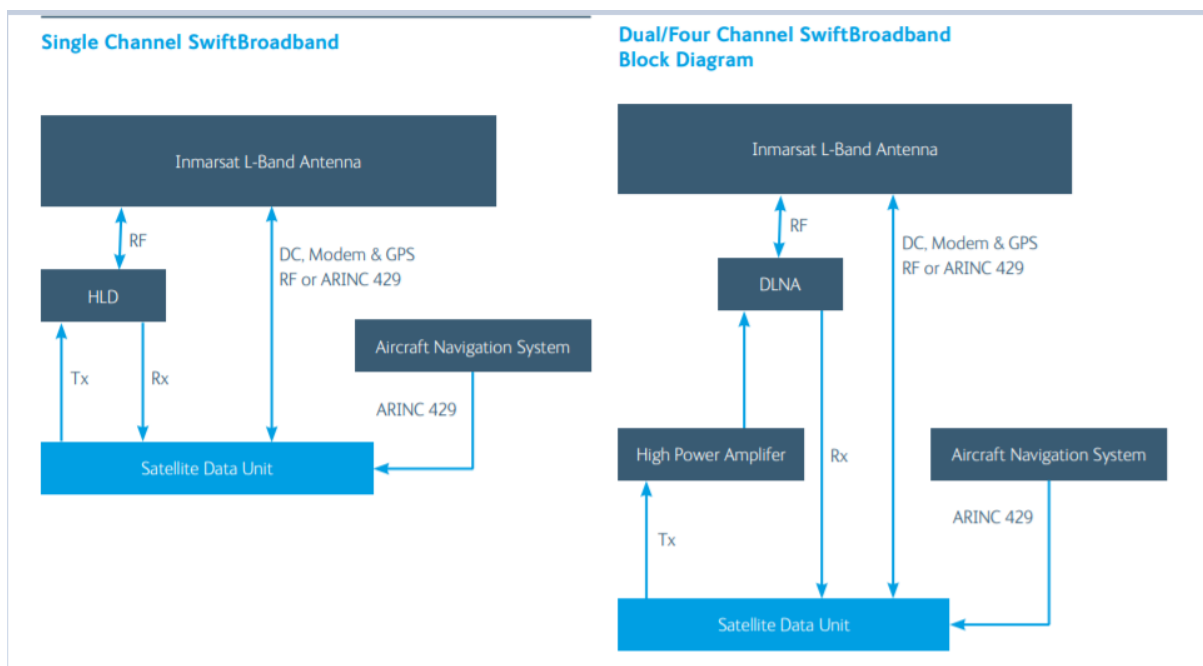 Single Channel SwiftBroadband
Inmarsat L-Band Antenna
RF
DC, Modem & GPS
RF or ARINC 429
HLD
Aircraft Navigation System
Tx
Rx
ARINC 429
Satellite Data Unit
Dual/Four Channel SwiftBroadband
Block Diagram
Inmarsat L-Band Antenna
RF
DC, Modem & GPS
RF or ARINC 429
DLNA
High Power Amplifer
Rx
Aircraft Navigation System
ARINC 429
Tx
Satellite Data Unit